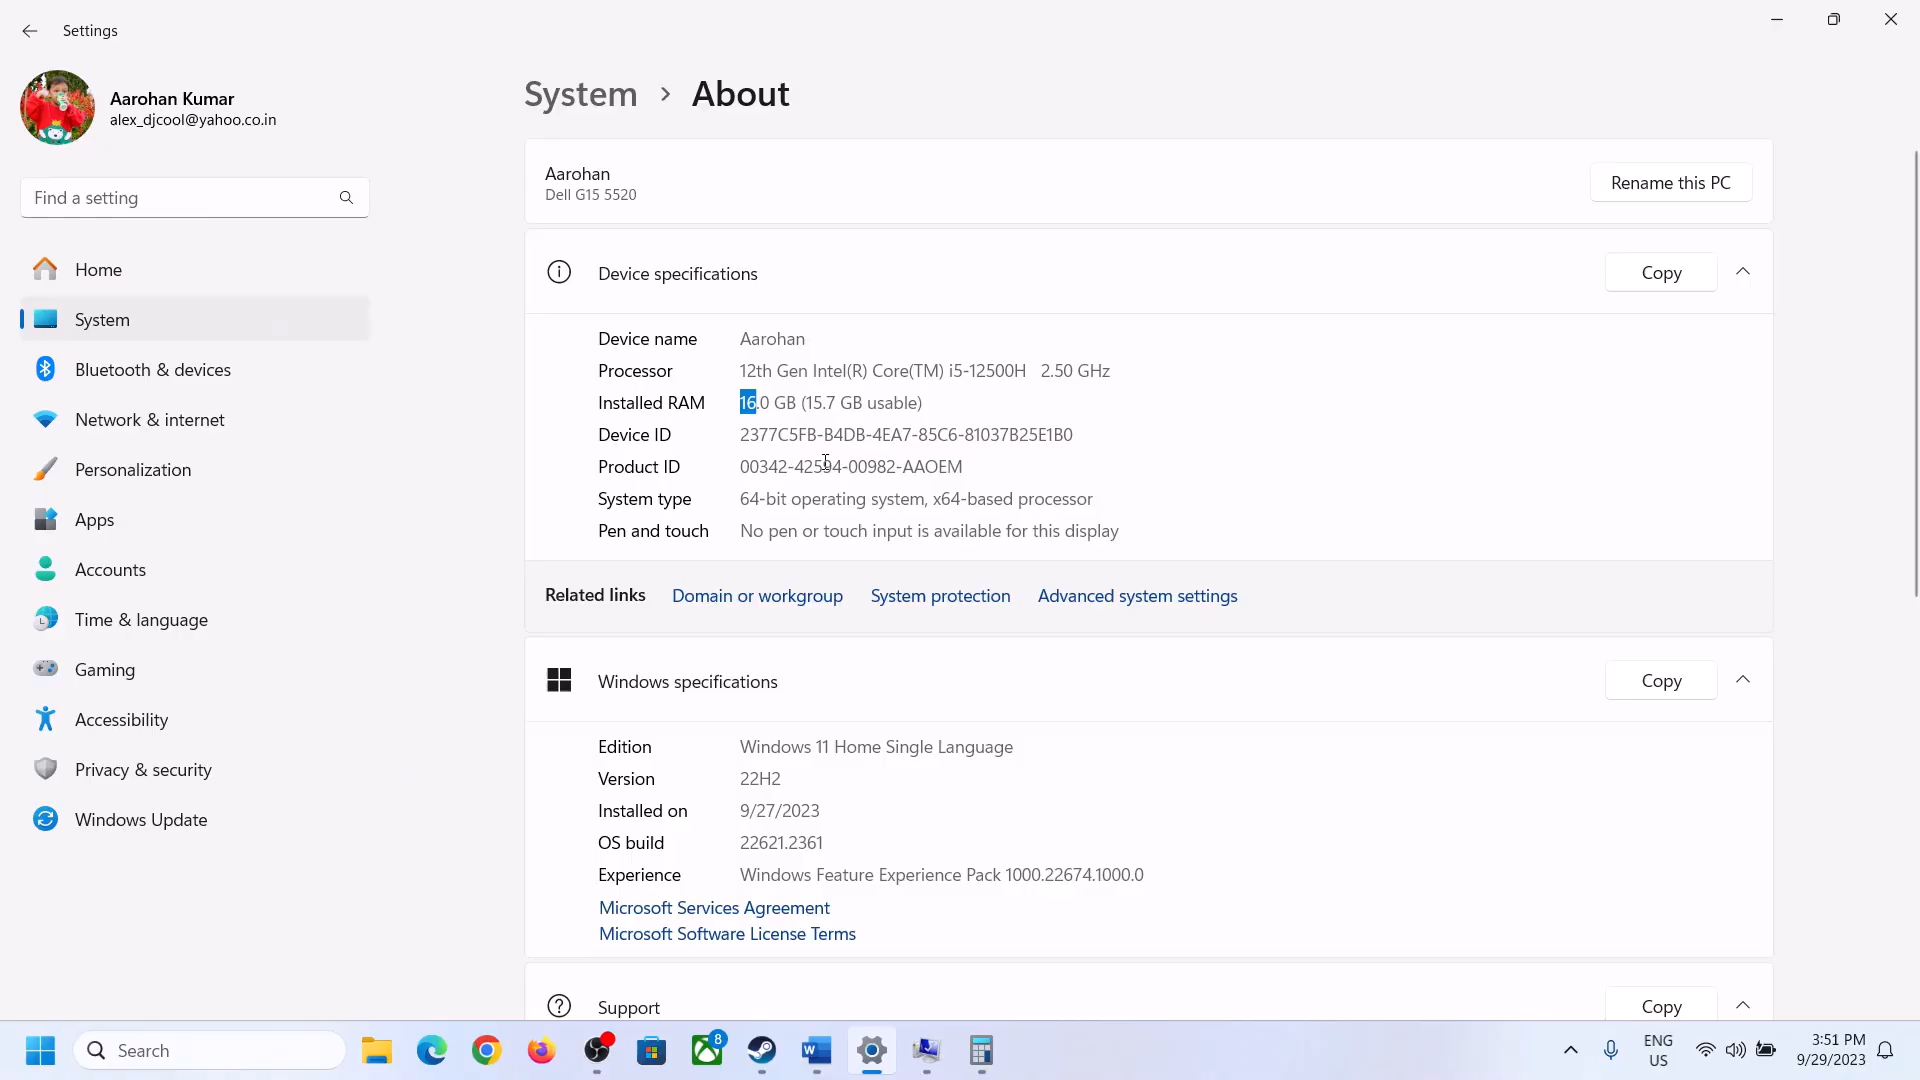 Settings
Aarohan Kumar
alex_djcool@yahoo.co.in
Find a setting
Home
System
Bluetooth & devices
Network & internet
Personalization
Apps
Accounts
Time & language
Gaming
Accessibility
Privacy & security
Windows Update
System > About
Aarohan
Dell G15 5520
Rename this PC
Device specifications
Copy
Device name Aarohan
Processor 12th Gen Intel(R) Core(TM) i5-12500H 2.50 GHz
Installed RAM 16.0 GB (15.7 GB usable)
Device ID 2377C5FB-B4DB-4EA7-85C6-81037B25E1B0
Product ID 00342-42594-00982-AAOEM
System type 64-bit operating system, x64-based processor
Pen and touch No pen or touch input is available for this display
Related links Domain or workgroup System protection Advanced system settings
Windows specifications
Copy
Edition Windows 11 Home Single Language
Version 22H2
Installed on 9/27/2023
OS build 22621.2361
Experience Windows Feature Experience Pack 1000.22674.1000.0
Microsoft Services Agreement
Microsoft Software License Terms
Support
Copy
Search
8
W
ENG
US
3:51 PM
9/29/2023